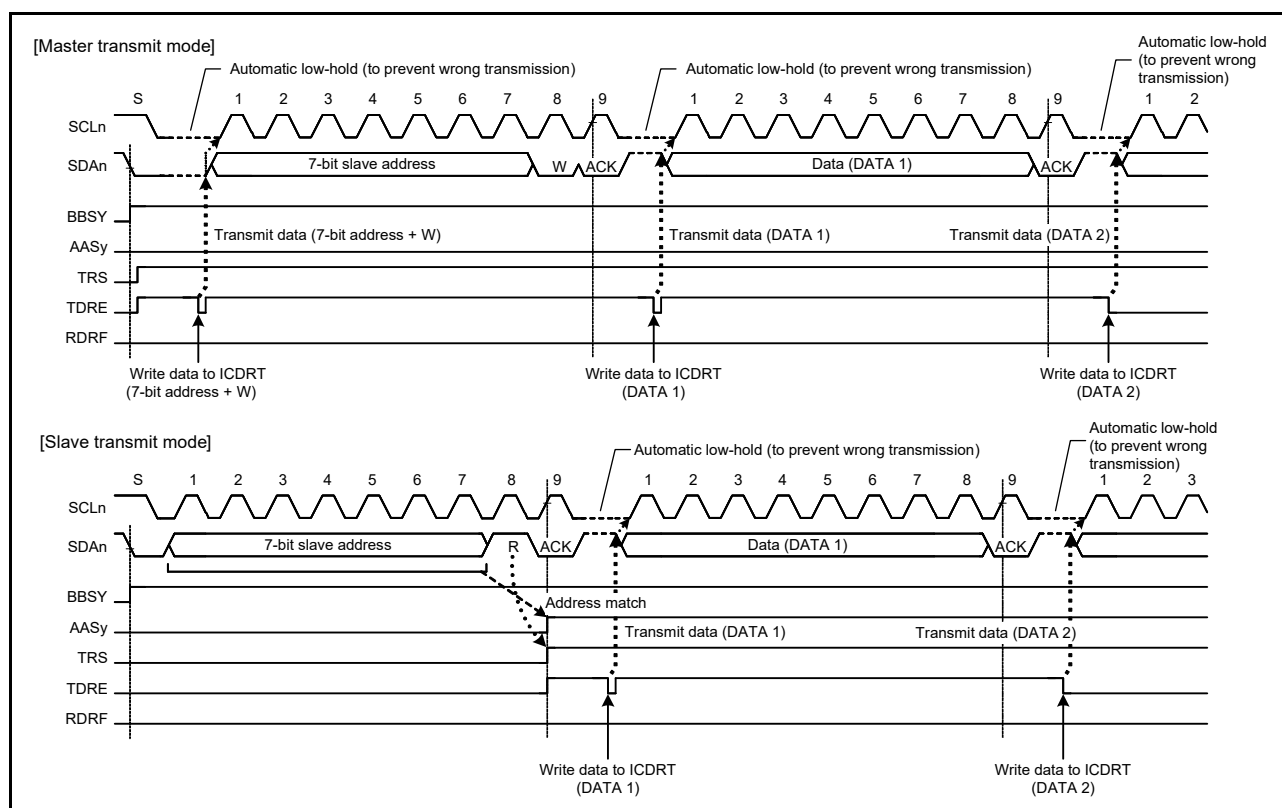 [Master transmit mode]
Automatic low-hold (to prevent wrong transmission)
Automatic low-hold (to prevent wrong transmission)
Automatic low-hold
(to prevent wrong
transmission)
S 1 2 3 4 5 6 7 8 9 1 2 3 4 5 6 7 8 9 1 2
SCLn
SDAn 7-bit slave address W ACK Data (DATA 1) ACK
BBSY
Transmit data (7-bit address + W) Transmit data (DATA 1) Transmit data (DATA 2)
AASy
TRS
TDRE
RDRF
Write data to ICDRT
(7-bit address + W)
Write data to ICDRT
(DATA 1)
Write data to ICDRT
(DATA 2)
[Slave transmit mode]
Automatic low-hold (to prevent wrong transmission)
Automatic low-hold
(to prevent wrong
transmission)
S 1 2 3 4 5 6 7 8 9 1 2 3 4 5 6 7 8 9 1 2 3
SCLn
SDAn 7-bit slave address R ACK Data (DATA 1) ACK
BBSY
Address match
AASy
Transmit data (DATA 1) Transmit data (DATA 2)
TRS
TDRE
RDRF
Write data to ICDRT
(DATA 1)
Write data to ICDRT
(DATA 2)